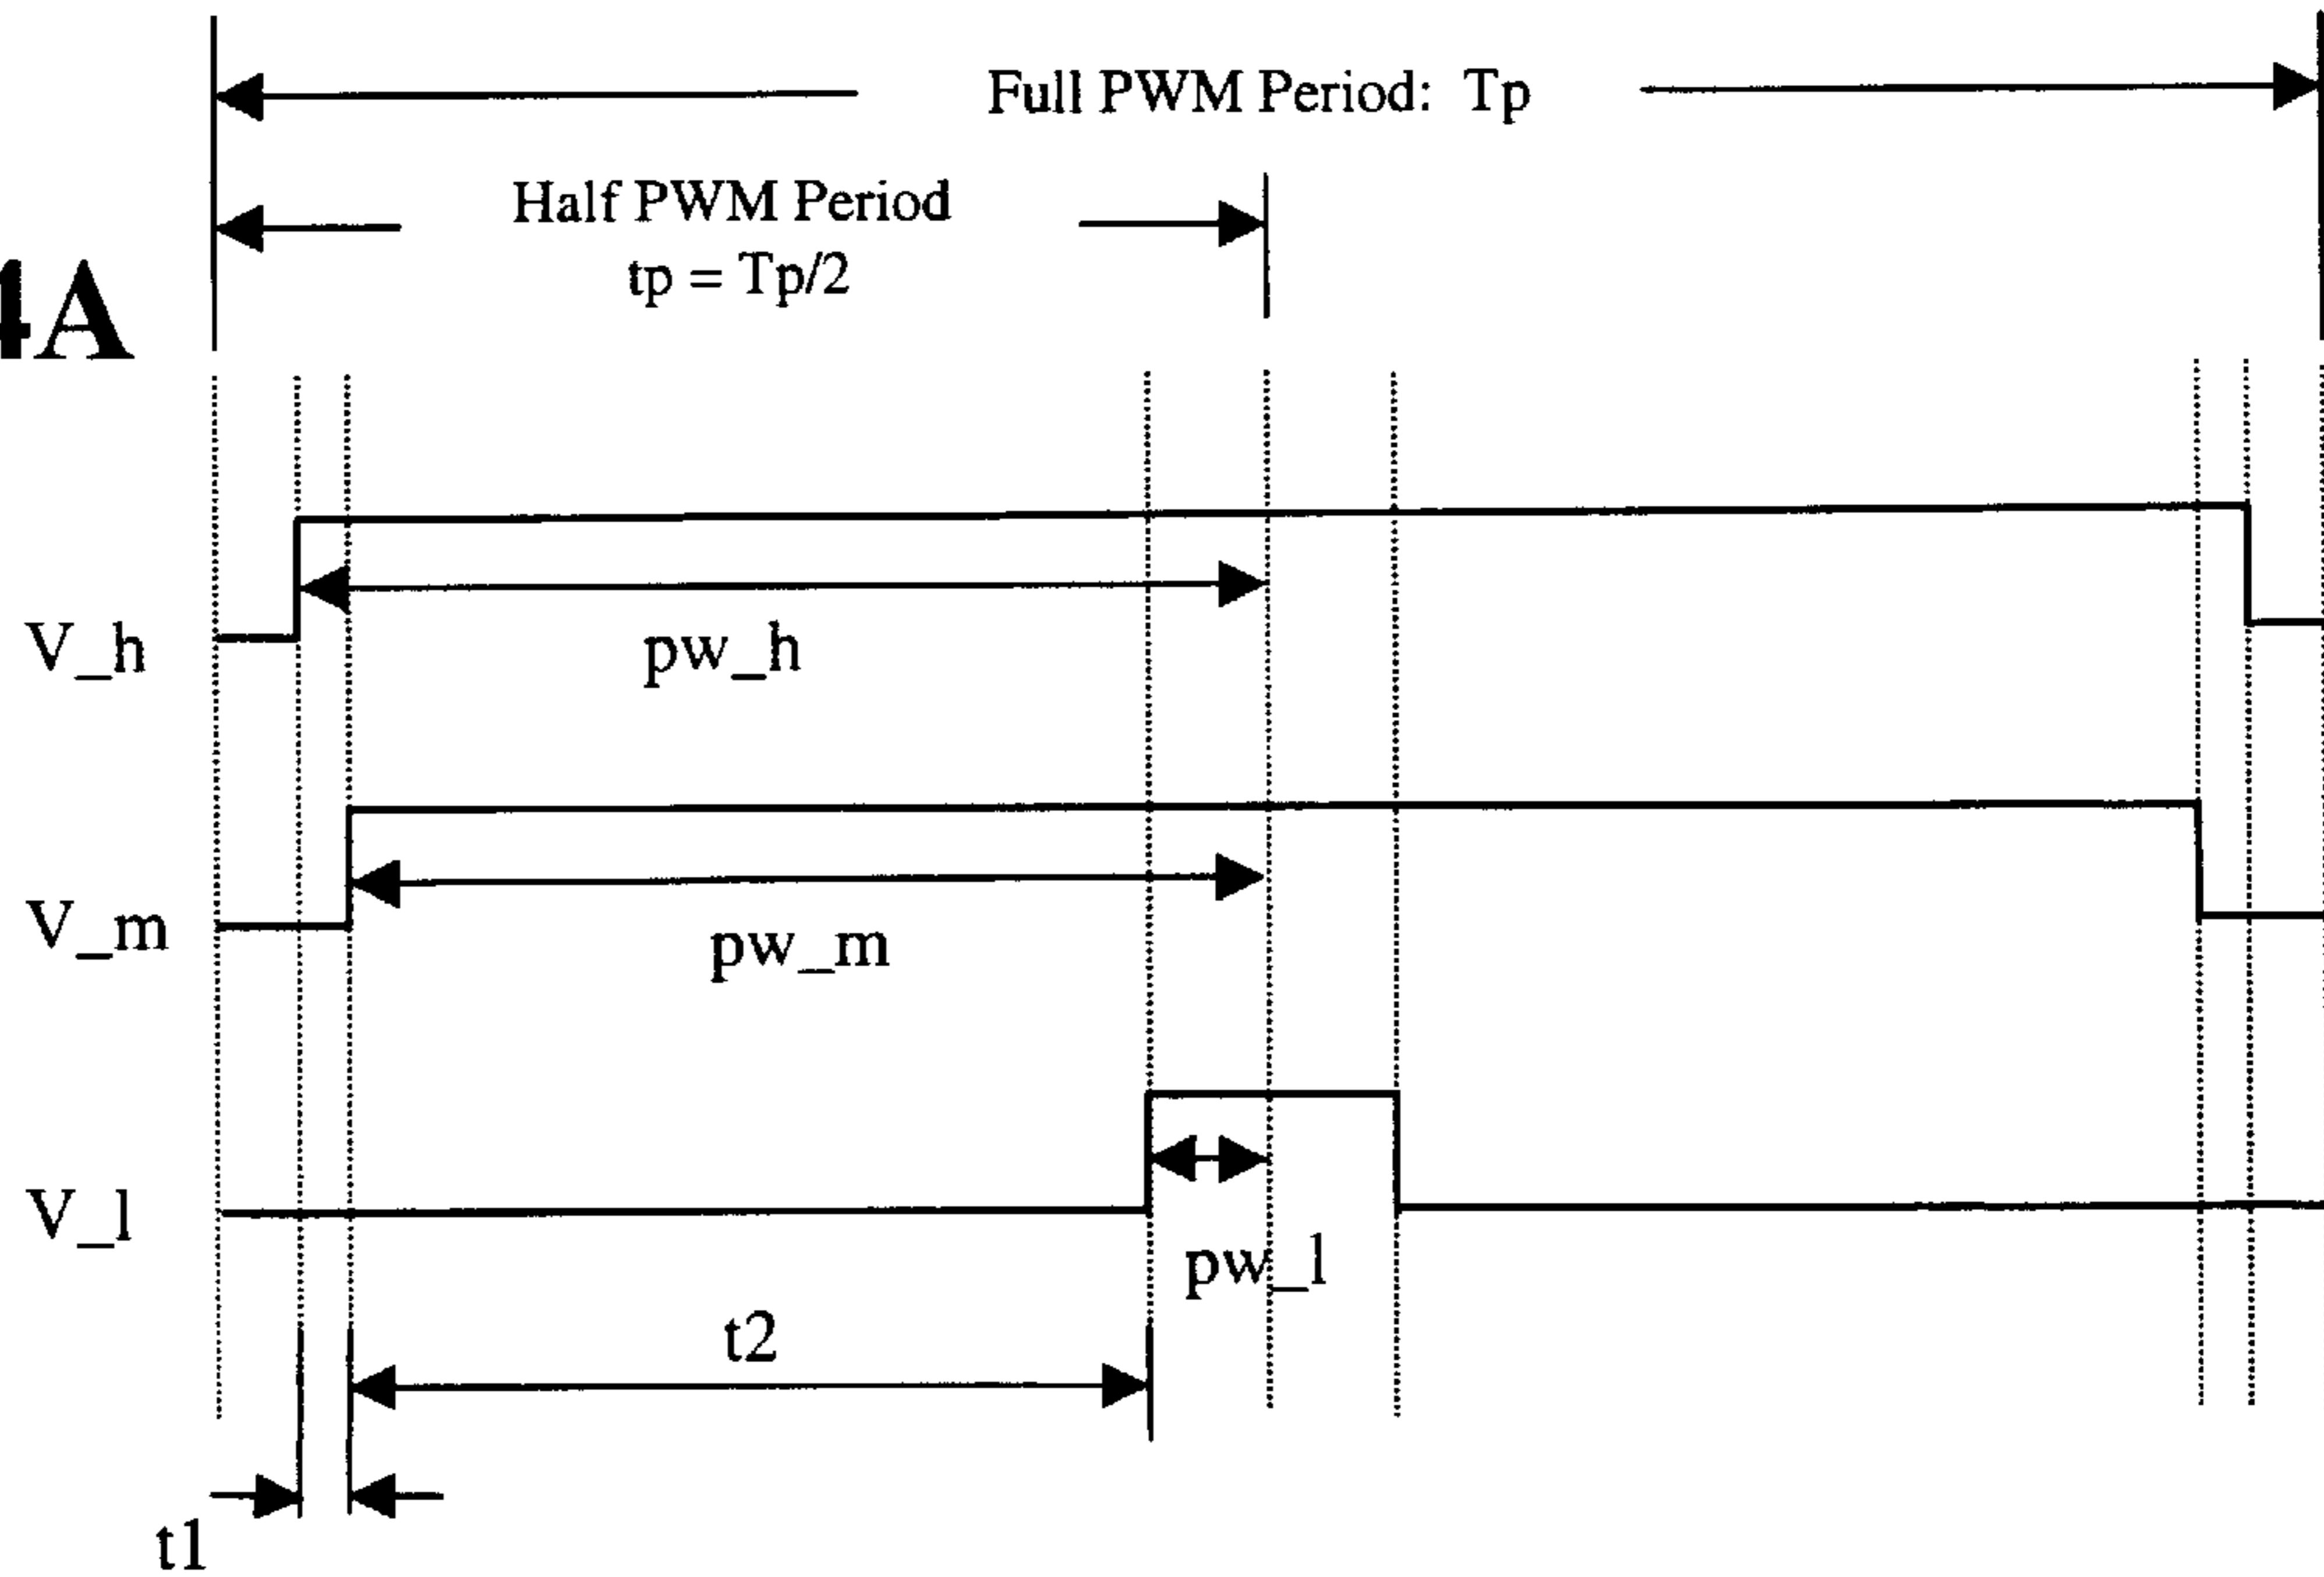 Full PWM Period: Tp
Half PWM Period
tp = Tp/2
4A
V_h
pw_h
V_m
pw_m
V_l
pw_l
t2
t1